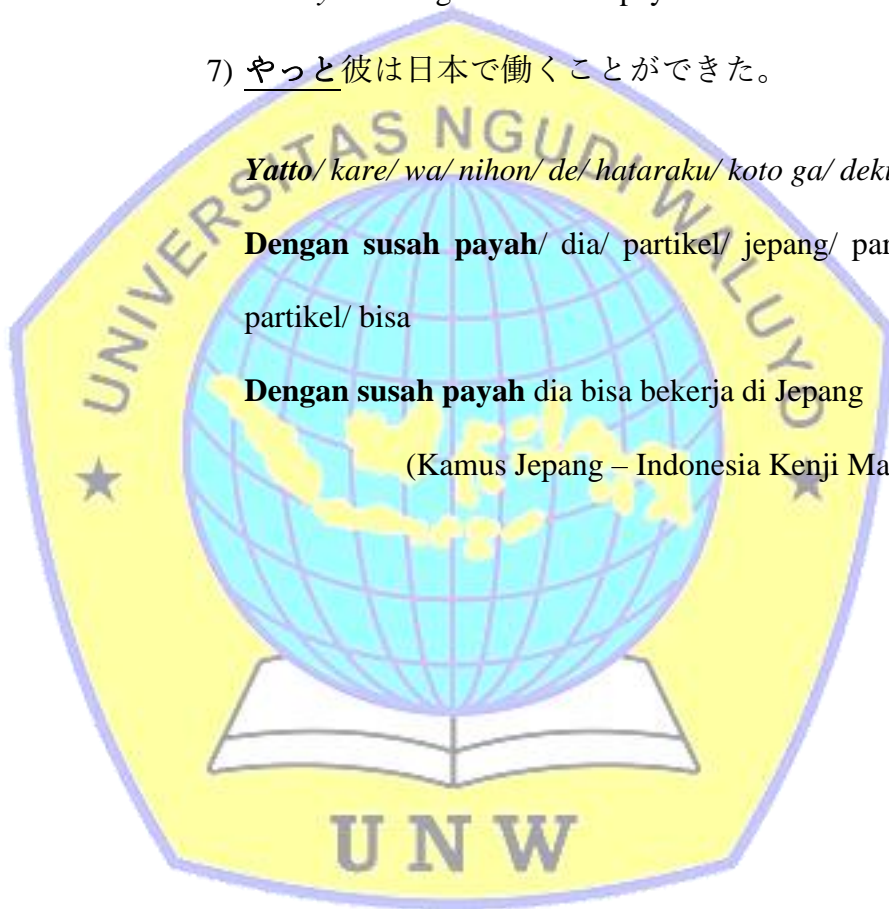 7) やっと彼は日本で働くことができた。
Yatto/ kare/ wa/ nihon/ de/ hataraku/ koto ga/
Dengan susah payah/ dia/ partikel/ jepang/
partikel/ bisa
Dengan susah payah dia bisa bekerja di Jepang
(Kamus Jepang – Indonesia Kenji
UNIVERSITAS NGUDI WALUYO
UNW